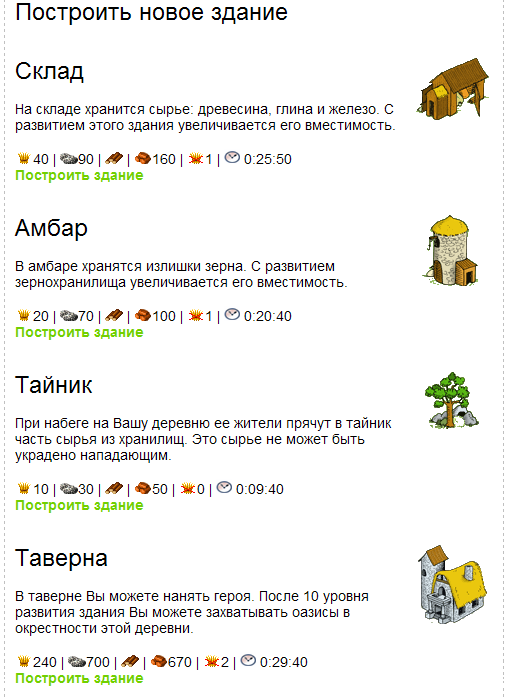 Построить новое здание
Склад
На складе хранится сырье: древесина, глина и железо. С
развитием этого здания увеличивается его вместимость.
40 | 90 | | 160 | 1 | 0:25:50
Построить здание
Амбар
В амбаре хранятся излишки зерна. С развитием
зернохранилища увеличивается его вместимость.
20 | 70 | | 100 | 1 | 0:20:40
Построить здание
Тайник
При набеге на Вашу деревню ее жители прячут в тайник
часть сырья из хранилищ. Это сырье не может быть
украдено нападающим.
10 | 30 | | 50 | 0 | 0:09:40
Построить здание
Таверна
В таверне Вы можете нанять героя. После 10 уровня
развития здания Вы можете захватывать оазисы в
окрестности этой деревни.
240 | 700 | | 670 | 2 | 0:29:40
Построить здание